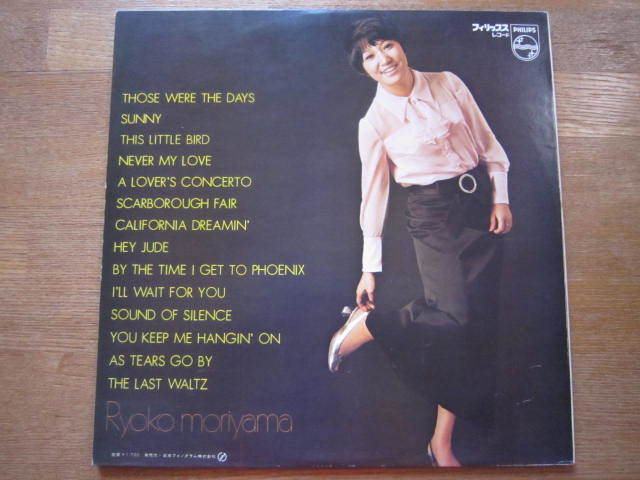 フィリップス
レコード
PHILIPS
THOSE WERE THE DAYS
SUNNY
THIS LITTLE BIRD
NEVER MY LOVE
A LOVER'S CONCERTO
SCARBOROUGH FAIR
CALIFORNIA DREAMIN'
HEY JUDE
BY THE TIME I GET TO PHOENIX
I'LL WAIT FOR YOU
SOUND OF SILENCE
YOU KEEP ME HANGIN' ON
AS TEARS GO BY
THE LAST WALTZ
Ryoko moriyama